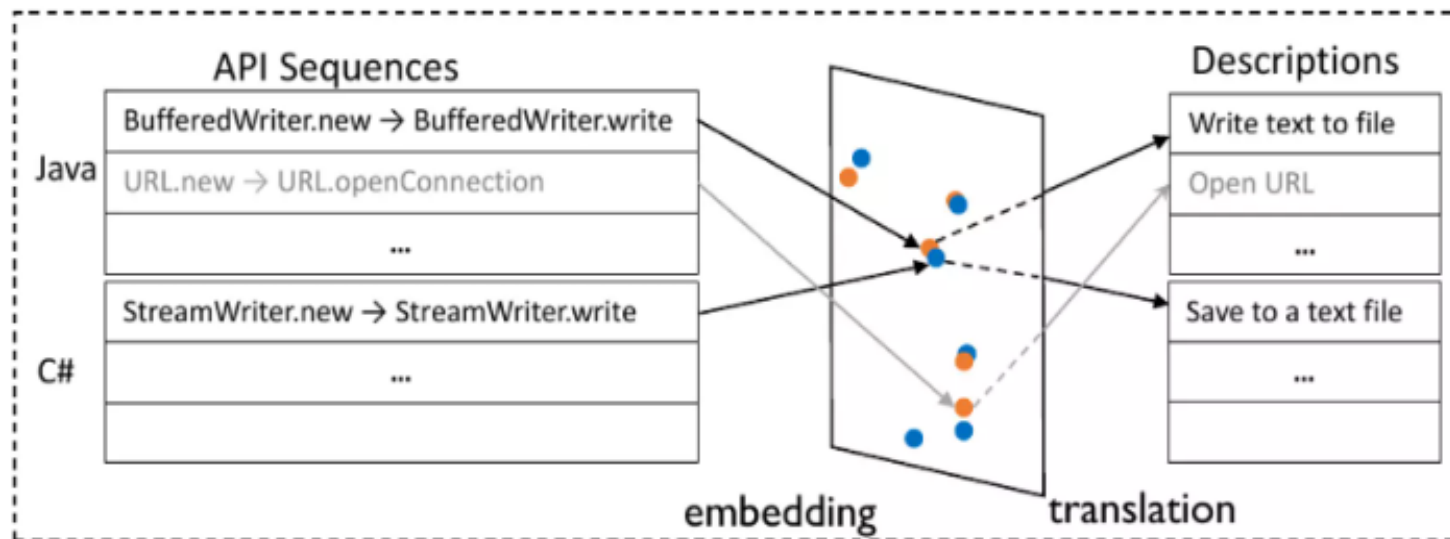 API Sequences
Descriptions
Java
BufferedWriter.new → BufferedWriter.write
URL.new → URL.openConnection
...
C#
StreamWriter.new → StreamWriter.write
...
Write text to file
Open URL
...
Save to a text file
...
embedding
translation